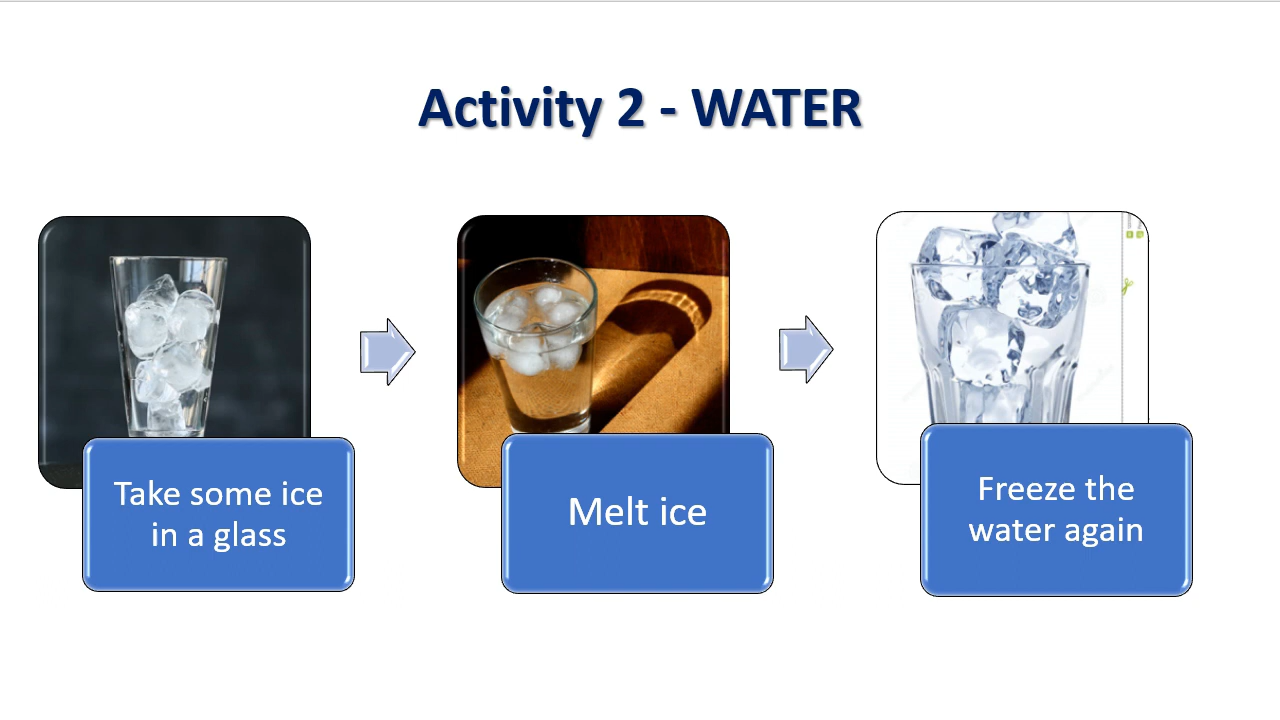 Activity 2 - WATER
Take some ice
in a glass
Melt ice
Freeze the
water again